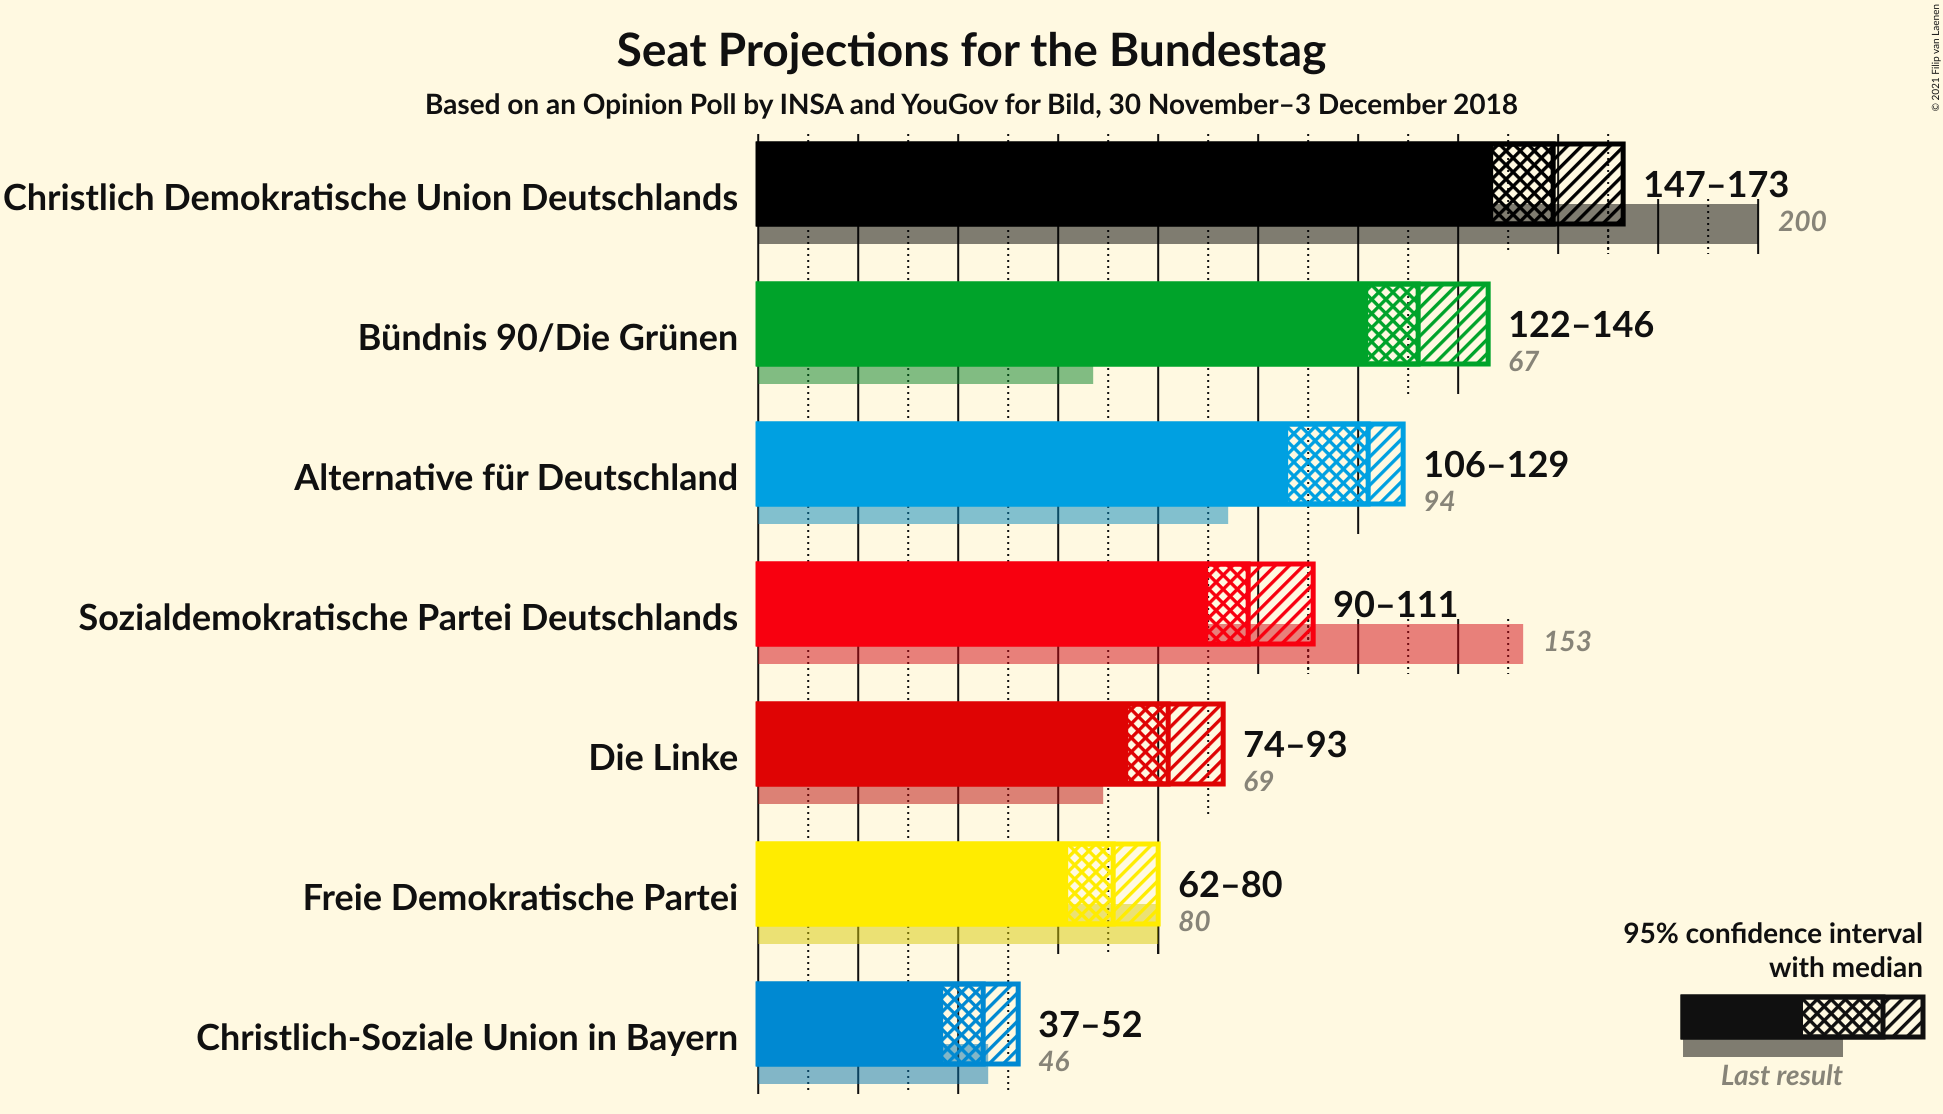 Seat Projections for the Bundestag
Based on an Opinion Poll by INSA and YouGov for Bild, 30 November–3 December 2018
© 2021 Filip van Laenen
Christlich Demokratische Union Deutschlands
147–173
200
Bündnis 90/Die Grünen
122–146
67
Alternative für Deutschland
106–129
94
Sozialdemokratische Partei Deutschlands
90–111
153
Die Linke
74–93
69
Freie Demokratische Partei
62–80
80
Christlich-Soziale Union in Bayern
37–52
46
95% confidence interval
with median
Last result